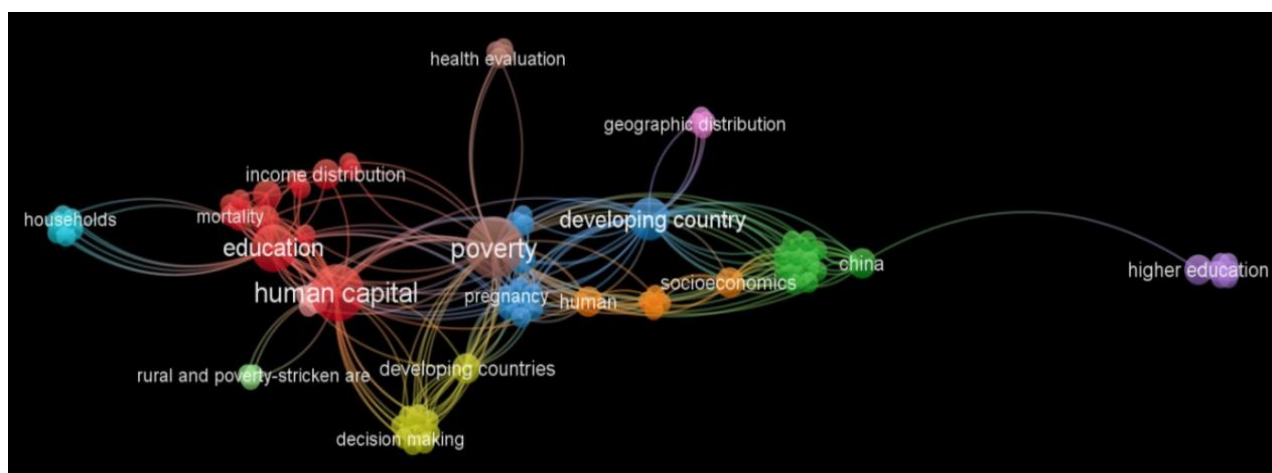 health evaluation
geographic distribution
income distribution
households
mortality
developing country
education
poverty
china
higher education
socioeconomics
human capital
pregnancy
human
rural and poverty-stricken are
developing countries
decision making